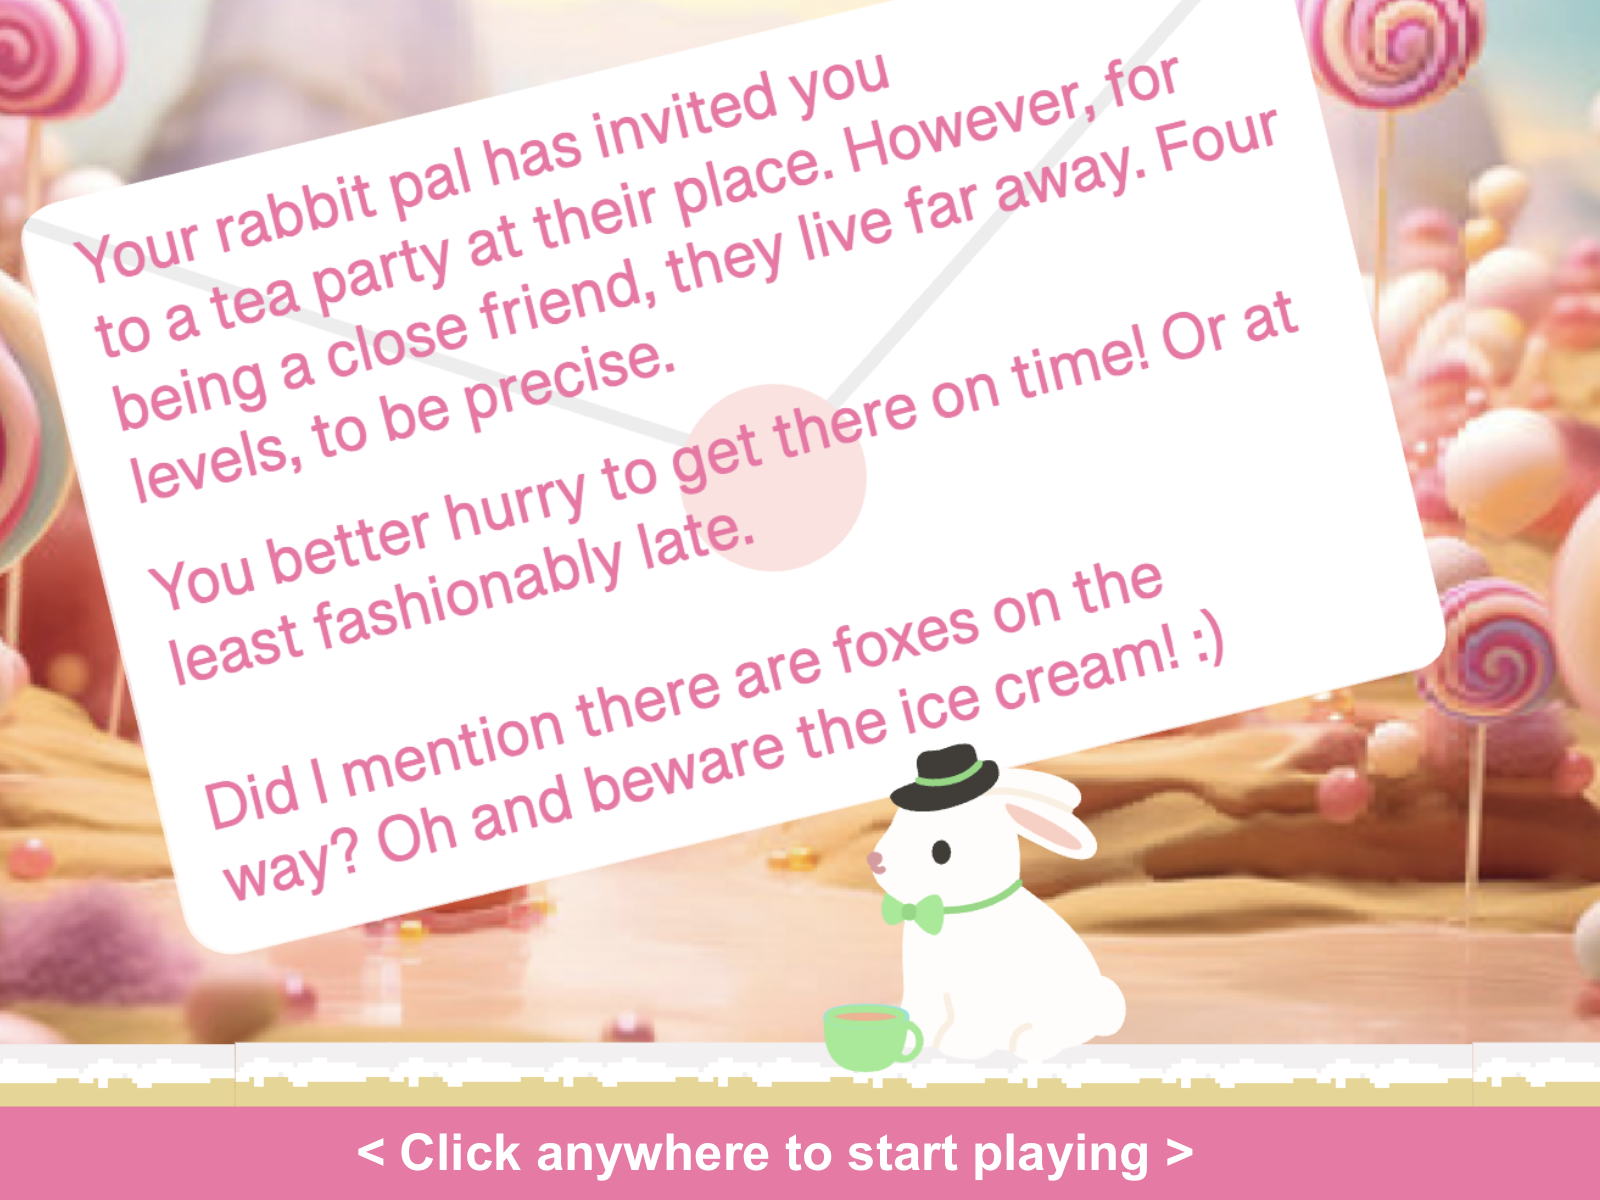 Your rabbit pal has invited you
to a tea party at their place. However, for
being a close friend, they live far away. Four
levels, to be precise.
You better hurry to get there on time! Or at
least fashionably late.
Did I mention there are foxes on the
way? Oh and beware the ice cream! :)
< Click anywhere to start playing >